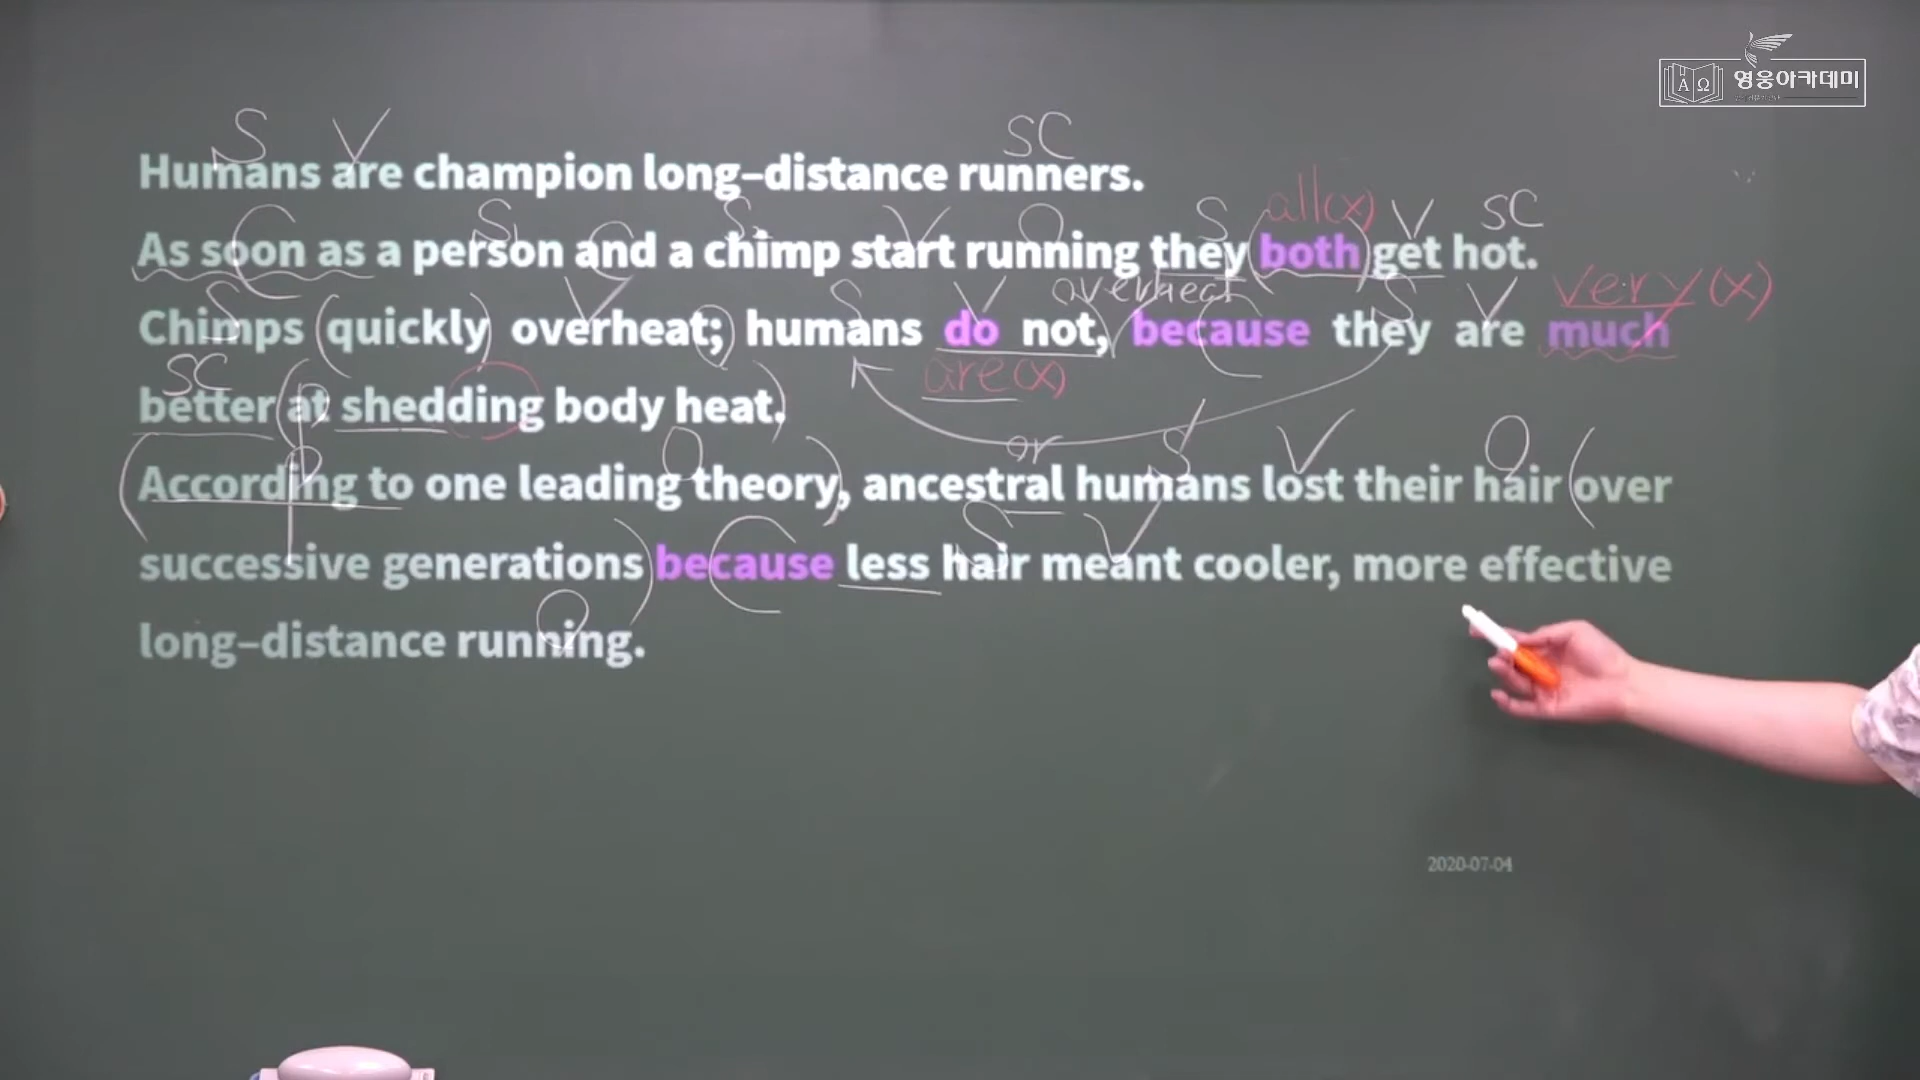 영웅아카데미
S V SC
Humans are champion long–distance runners.
C S C S V O S all(x) V SC
As soon as a person and a chimp start running they both get hot.
S V C S V overheat C S V very(x)
Chimps (quickly) overheat; humans do not, because they are much
SC P are(x)
better (at shedding body heat.)
P O or S V O
(According to one leading theory), ancestral humans lost their hair (over
C S V
successive generations) because less hair meant cooler, more effective
O
long–distance running.
2020-07-04